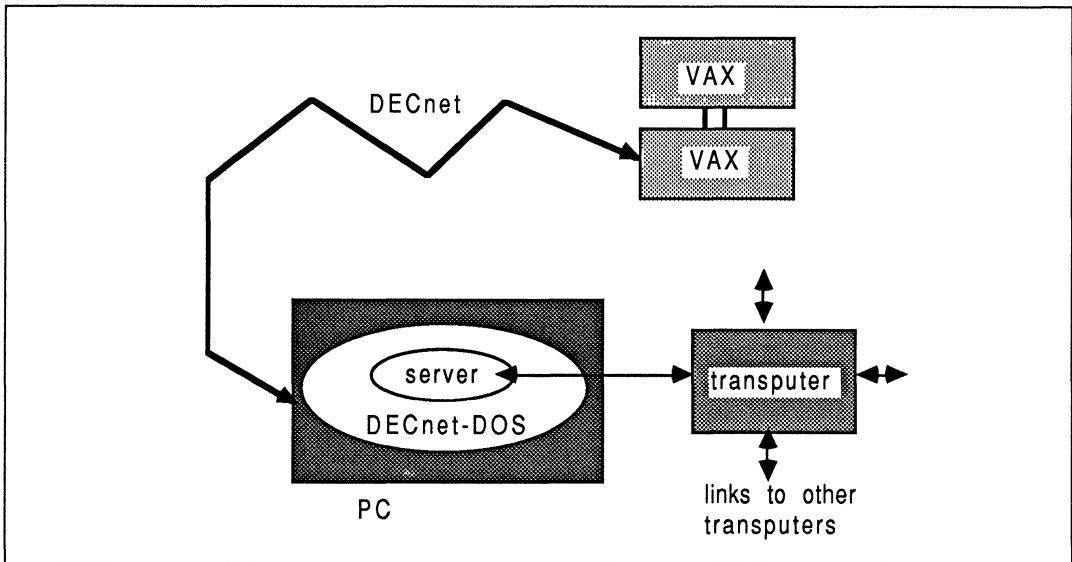 VAX
DECnet
VAX
server
transputer
DECnet-DOS
links to other
transputers
PC